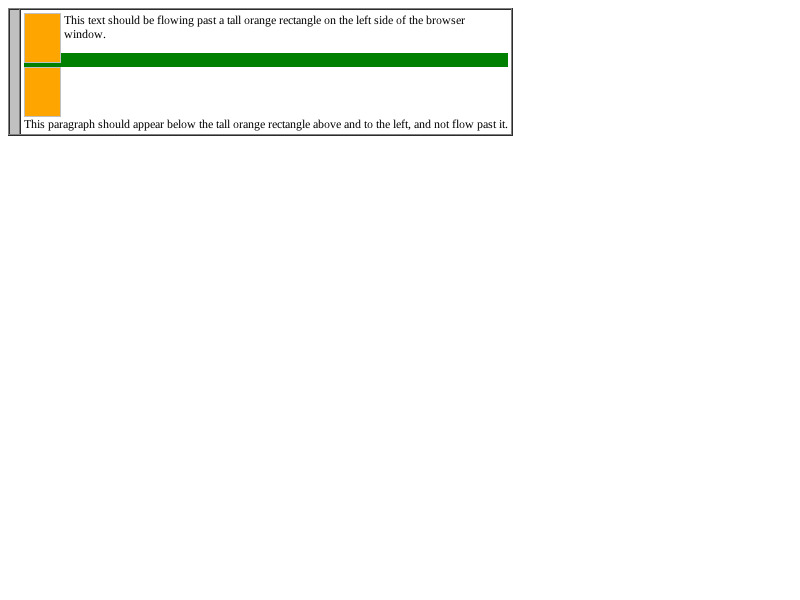 This text should be flowing past a tall orange rectangle on the left side of the browser
window.
This paragraph should appear below the tall orange rectangle above and to the left, and not flow past it.